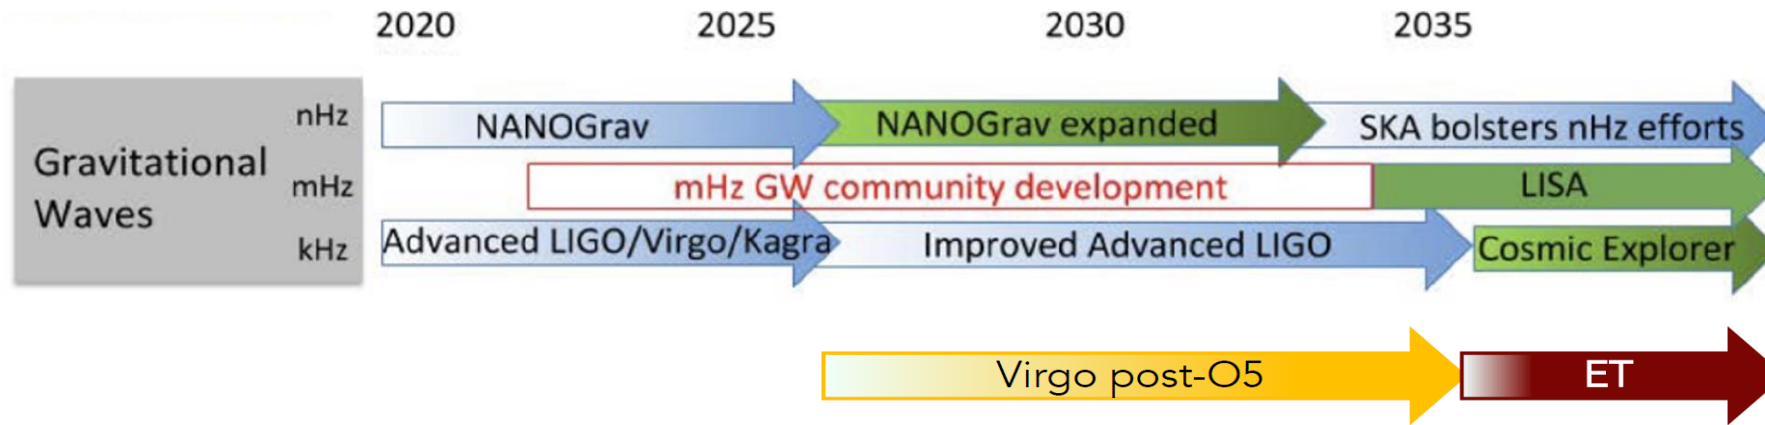 2020 2025 2030 2035
nHz NANOGrav NANOGrav expanded SKA bolsters nHz efforts
Gravitational
Waves
mHz mHz GW community development LISA
kHz Advanced LIGO/Virgo/Kagra Improved Advanced LIGO Cosmic Explorer
Virgo post-O5 ET